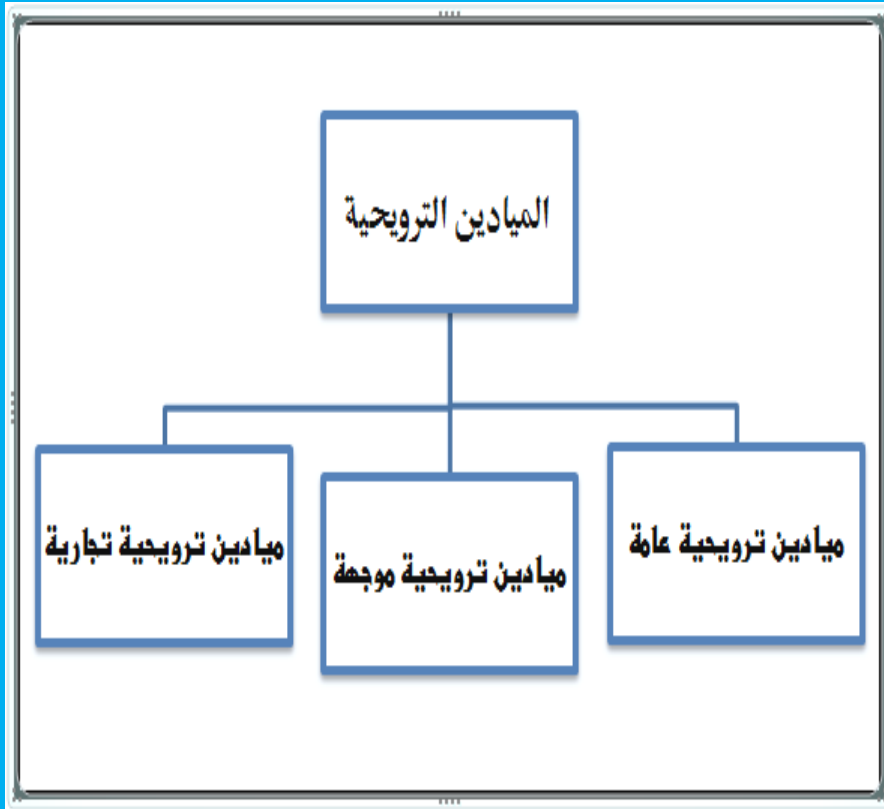 الميادين الترويحية
ميادين ترويحية عامة
ميادين ترويحية موجهة
ميادين ترويحية تجارية